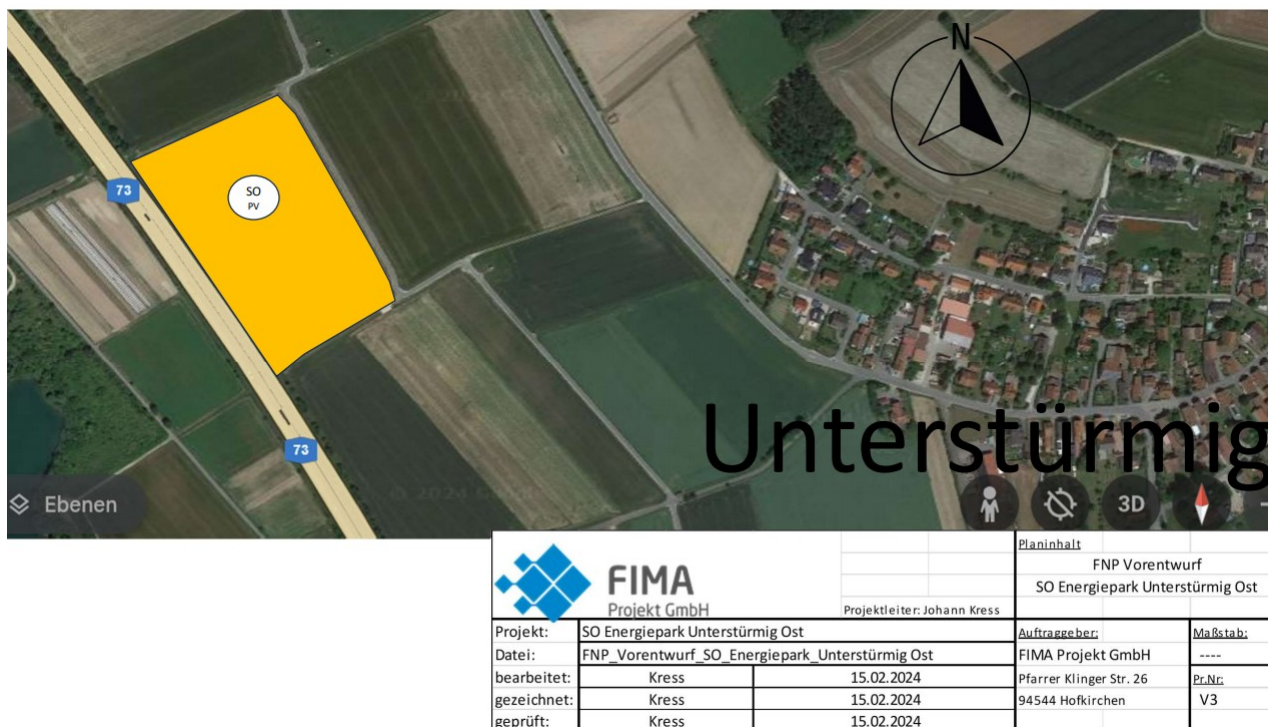 N
73
SO
PV
73
Unterstürmig
Ebenen
3D
FIMA
Projekt GmbH
Projektleiter: Johann Kress
Planinhalt
FNP Vorentwurf
SO Energiepark Unterstürmig Ost
Projekt: SO Energiepark Unterstürmig Ost
Auftraggeber: Maßstab:
Datei: FNP_Vorentwurf_SO_Energiepark_Unterstürmig Ost
FIMA Projekt GmbH ----
bearbeitet: Kress 15.02.2024
Pfarrer Klinger Str. 26 Pr.Nr:
gezeichnet: Kress 15.02.2024
94544 Hofkirchen V3
geprüft: Kress 15.02.2024